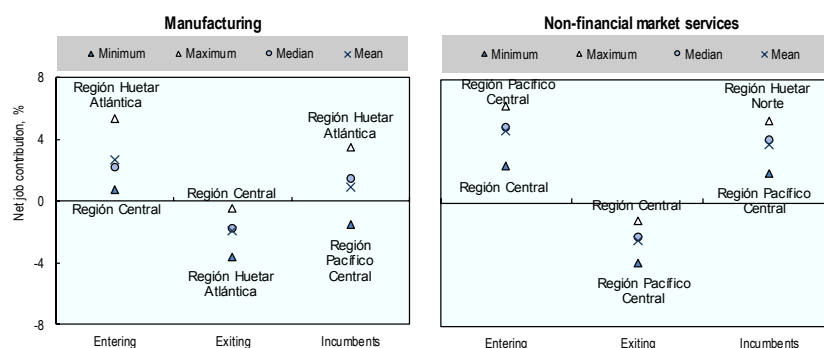 Manufacturing
Minimum Maximum Median Mean
Net job contribution, %
8
4
0
-4
-8
Región Huetar
Atlántica
Región Central
Región Central
Región Huetar
Atlántica
Región Huetar
Atlántica
Región
Pacífico
Central
Entering Exiting Incumbents
Non-financial market services
Minimum Maximum Median Mean
Región Pacífico
Central
Región Central
Región Central
Región Pacífico
Central
Región Huetar
Norte
Región Pacífico
Central
Entering Exiting Incumbents